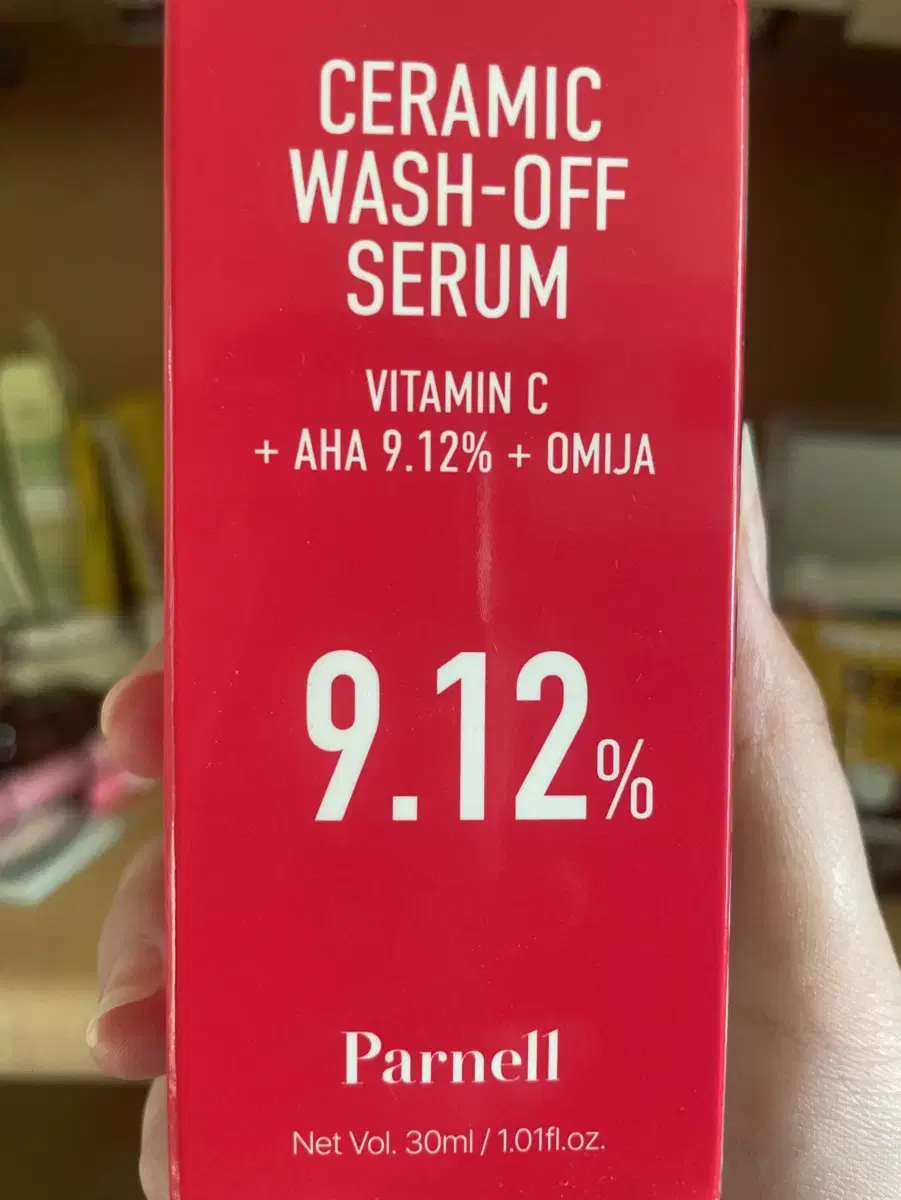 CERAMIC
WASH-OFF
SERUM
VITAMIN C
+ AHA 9.12% + OMIJA
9.12%
Parnell
Net Vol. 30ml / 1.01fl.oz.